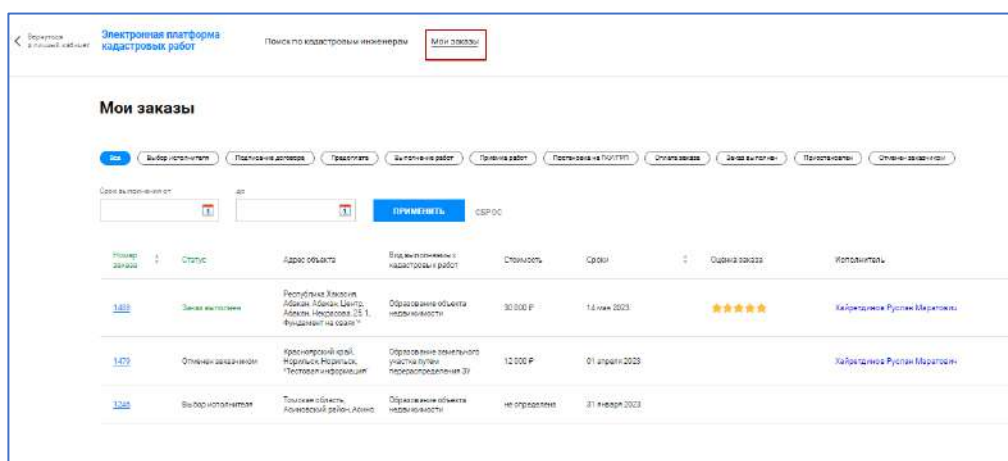 Вернуться
в личный кабинет
Электронная платформа
кадастровых работ
Поиск по кадастровым инженерам
Мои заказы
Мои заказы
Все
Выбор исполнителя
Подписание договора
Предоплата
Выполнение работ
Приемка работ
Постановка на ГКУ/ГРП
Оплата заказа
Заказ выполнен
Приостановлен
Отменен заказчиком
Срок выполнения от
до
ПРИМЕНИТЬ
СБРОС
Номер
заказа
Статус
Адрес объекта
Вид выполняемых
кадастровых работ
Стоимость
Сроки
Оценка заказа
Исполнитель
Заказ выполнен
Республика Хакасия,
Абакан, Абакан, Центр,
Абакан, Некрасова, 25.1,
Фундамент на сваях
Образование объекта
недвижимости
30 000 ₽
14 мая 2023
Хайретдинов Руслан Маратович
1479
Отменен заказчиком
Красноярский край,
Норильск, Норильск,
"Тестовая информация"
Образование земельного
участка путем
перераспределения ЗУ
12 000 ₽
01 апреля 2023
Хайретдинов Руслан Маратович
Выбор исполнителя
Томская область,
Асиновский район, Асино
Образование объекта
недвижимости
не определена
31 января 2023